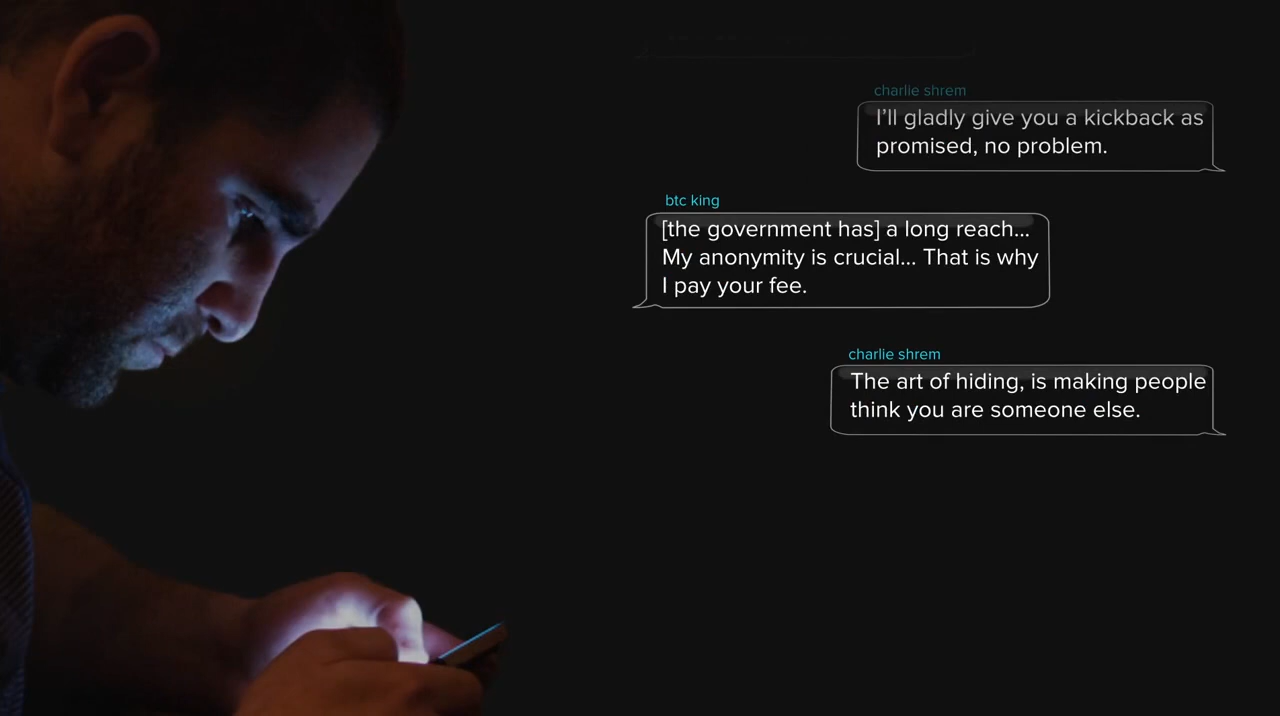 charlie shrem
I'll gladly give you a kickback as
promised, no problem.
btc king
[the government has] a long reach...
My anonymity is crucial... That is why
I pay your fee.
charlie shrem
The art of hiding, is making people
think you are someone else.